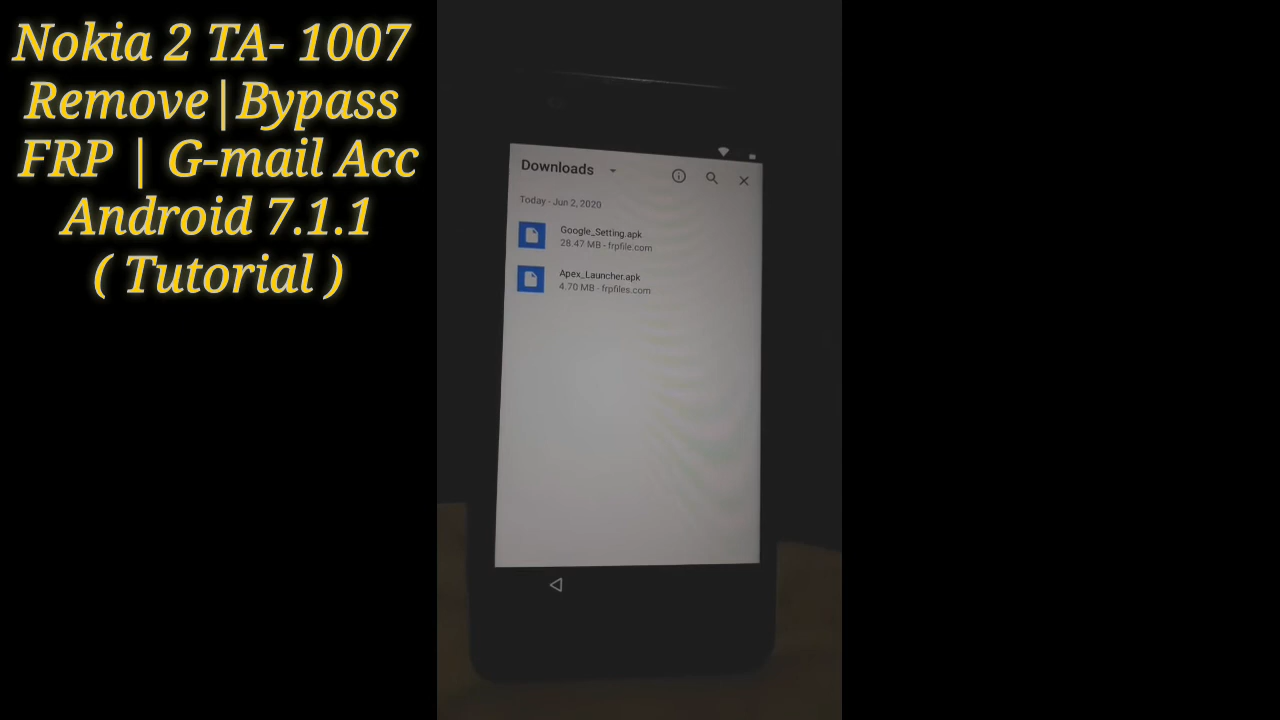 Nokia 2 TA- 1007
Remove|Bypass
FRP | G-mail Acc
Android 7.1.1
( Tutorial )
Downloads
Today - Jun 2, 2020
Google_Setting.apk
28.47 MB - frpfile.com
Apex_Launcher.apk
4.70 MB - frpfiles.com